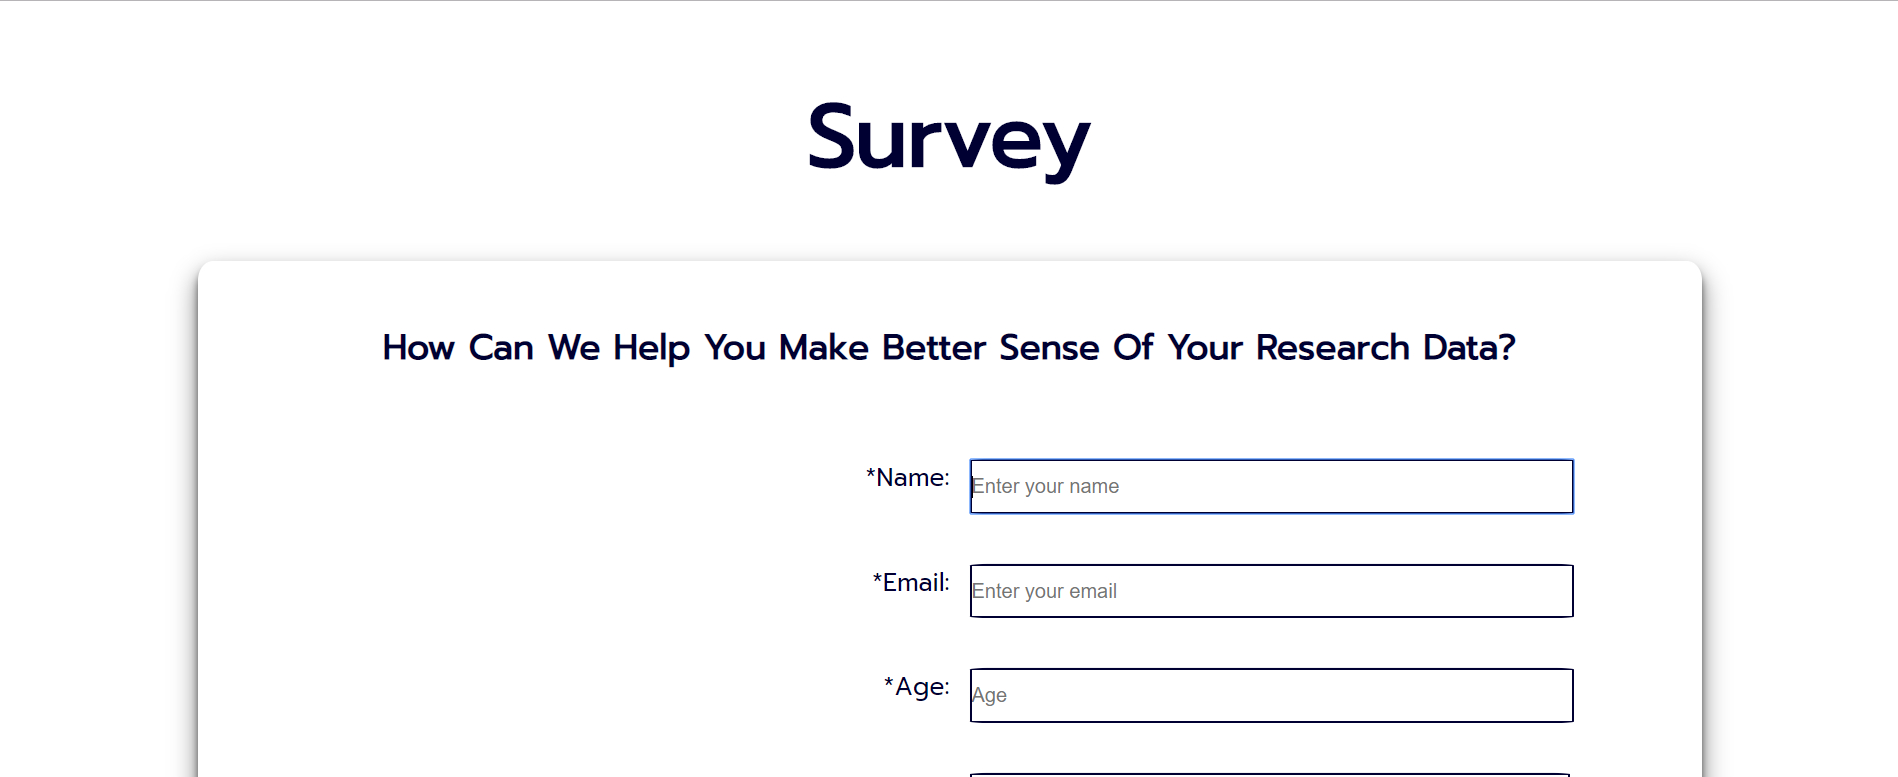 Survey
How Can We Help You Make Better Sense Of Your Research Data?
*Name:
Enter your name
*Email:
Enter your email
*Age:
Age